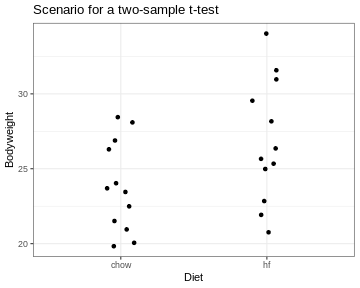 Scenario for a two-sample t-test
Bodyweight
30
25
20
chow
hf
Diet